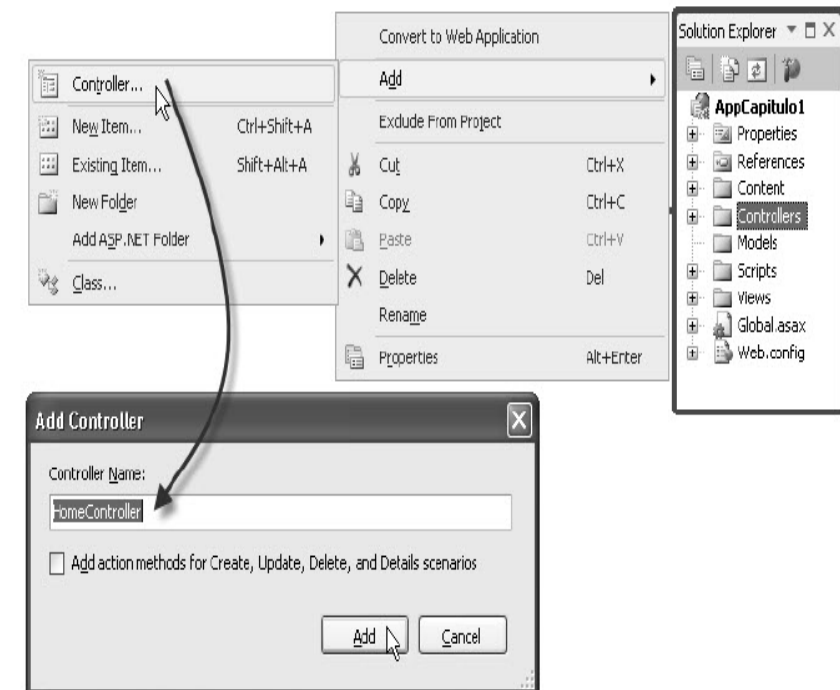 Convert to Web Application
Add
Exclude From Project
Cut Ctrl+X
Copy Ctrl+C
Paste Ctrl+V
Delete Del
Rename
Properties Alt+Enter
Controller...
New Item... Ctrl+Shift+A
Existing Item... Shift+Alt+A
New Folder
Add ASP.NET Folder
Class...
Solution Explorer
AppCapitulo1
Properties
References
Content
Controllers
Models
Scripts
Views
Global.asax
Web.config
Add Controller
Controller Name:
HomeController
Add action methods for Create, Update, Delete, and Details scenarios
Add Cancel